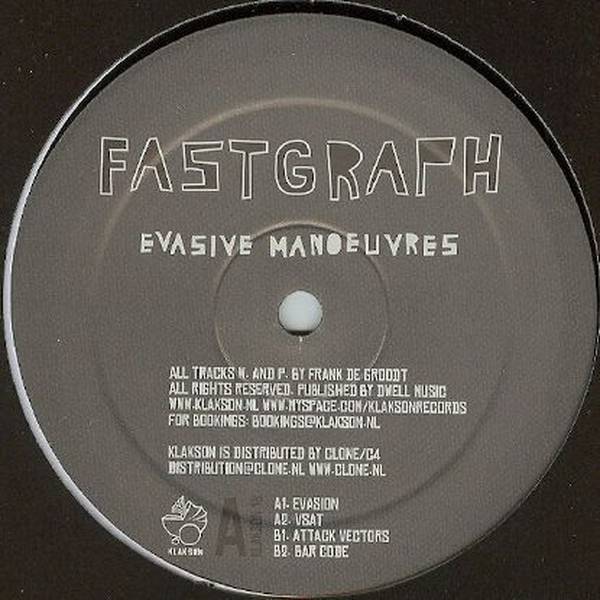 FASTGRAPH
EVASIVE MANOEUVRES
ALL TRACKS W. AND P. BY FRANK DE GROODT
ALL RIGHTS RESERVED. PUBLISHED BY DWELL MUSIC
WWW.KLAKSON.NL WWW.MYSPACE.COM/KLAKSONRECORDS
FOR BOOKINGS: BOOKINGS@KLAKSON.NL
KLAKSON IS DISTRIBUTED BY CLONE/C4
DISTRIBUTION@CLONE.NL WWW.CLONE.NL
A1. EVASION
A2. VSAT
B1. ATTACK VECTORS
B2. BAR CODE
KLAKSON
A